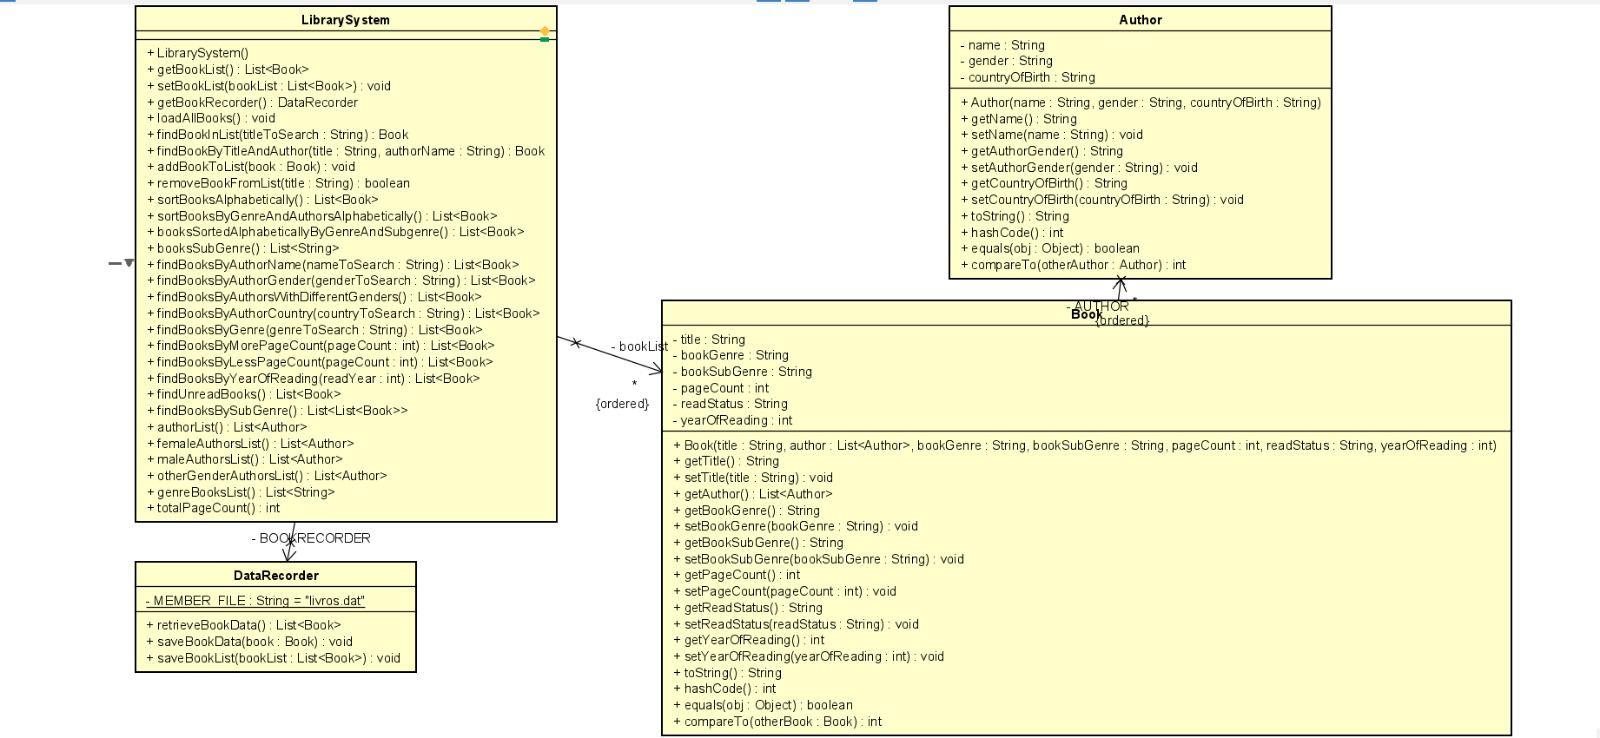 LibrarySystem
+ LibrarySystem()
+ getBookList() : List<Book>
+ setBookList(bookList : List<Book>) : void
+ getBookRecorder() : DataRecorder
+ loadAllBooks() : void
+ findBookInList(titleToSearch : String) : Book
+ findBookByTitleAndAuthor(title : String, authorName : String) : Book
+ addBookToList(book : Book) : void
+ removeBookFromList(title : String) : boolean
+ sortBooksAlphabetically() : List<Book>
+ sortBooksByGenreAndAuthorsAlphabetically() : List<Book>
+ booksSortedAlphabeticallyByGenreAndSubgenre() : List<Book>
+ booksSubGenre() : List<String>
+ findBooksByAuthorName(nameToSearch : String) : List<Book>
+ findBooksByAuthorGender(genderToSearch : String) : List<Book>
+ findBooksByAuthorsWithDifferentGenders() : List<Book>
+ findBooksByAuthorCountry(countryToSearch : String) : List<Book>
+ findBooksByGenre(genreToSearch : String) : List<Book>
+ findBooksByMorePageCount(pageCount : int) : List<Book>
+ findBooksByLessPageCount(pageCount : int) : List<Book>
+ findBooksByYearOfReading(readYear : int) : List<Book>
+ findUnreadBooks() : List<Book>
+ findBooksBySubGenre() : List<List<Book>>
+ authorList() : List<Author>
+ femaleAuthorsList() : List<Author>
+ maleAuthorsList() : List<Author>
+ otherGenderAuthorsList() : List<Author>
+ genreBooksList() : List<String>
+ totalPageCount() : int
- BOOKRECORDER
DataRecorder
- MEMBER_FILE : String = "livros.dat"
+ retrieveBookData() : List<Book>
+ saveBookData(book : Book) : void
+ saveBookList(bookList : List<Book>) : void
- bookList
*
{ordered}
Author
- name : String
- gender : String
- countryOfBirth : String
+ Author(name : String, gender : String, countryOfBirth : String)
+ getName() : String
+ setName(name : String) : void
+ getAuthorGender() : String
+ setAuthorGender(gender : String) : void
+ getCountryOfBirth() : String
+ setCountryOfBirth(countryOfBirth : String) : void
+ toString() : String
+ hashCode() : int
+ equals(obj : Object) : boolean
+ compareTo(otherAuthor : Author) : int
- AUTHOR *
{ordered}
Book
- title : String
- bookGenre : String
- bookSubGenre : String
- pageCount : int
- readStatus : String
- yearOfReading : int
+ Book(title : String, author : List<Author>, bookGenre : String, bookSubGenre : String, pageCount : int, readStatus : String, yearOfReading : int)
+ getTitle() : String
+ setTitle(title : String) : void
+ getAuthor() : List<Author>
+ getBookGenre() : String
+ setBookGenre(bookGenre : String) : void
+ getBookSubGenre() : String
+ setBookSubGenre(bookSubGenre : String) : void
+ getPageCount() : int
+ setPageCount(pageCount : int) : void
+ getReadStatus() : String
+ setReadStatus(readStatus : String) : void
+ getYearOfReading() : int
+ setYearOfReading(yearOfReading : int) : void
+ toString() : String
+ hashCode() : int
+ equals(obj : Object) : boolean
+ compareTo(otherBook : Book) : int